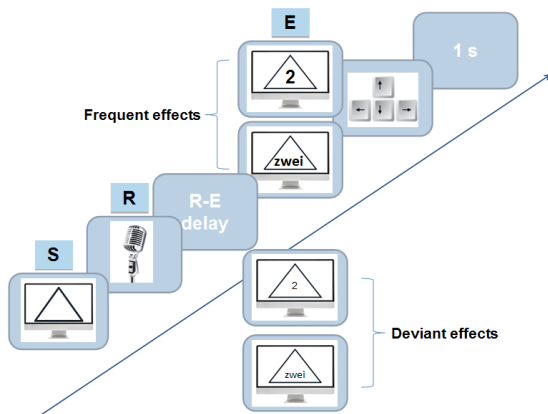 E
1 s
2
Frequent effects
zwei
R
R-E
delay
S
2
Deviant effects
zwei